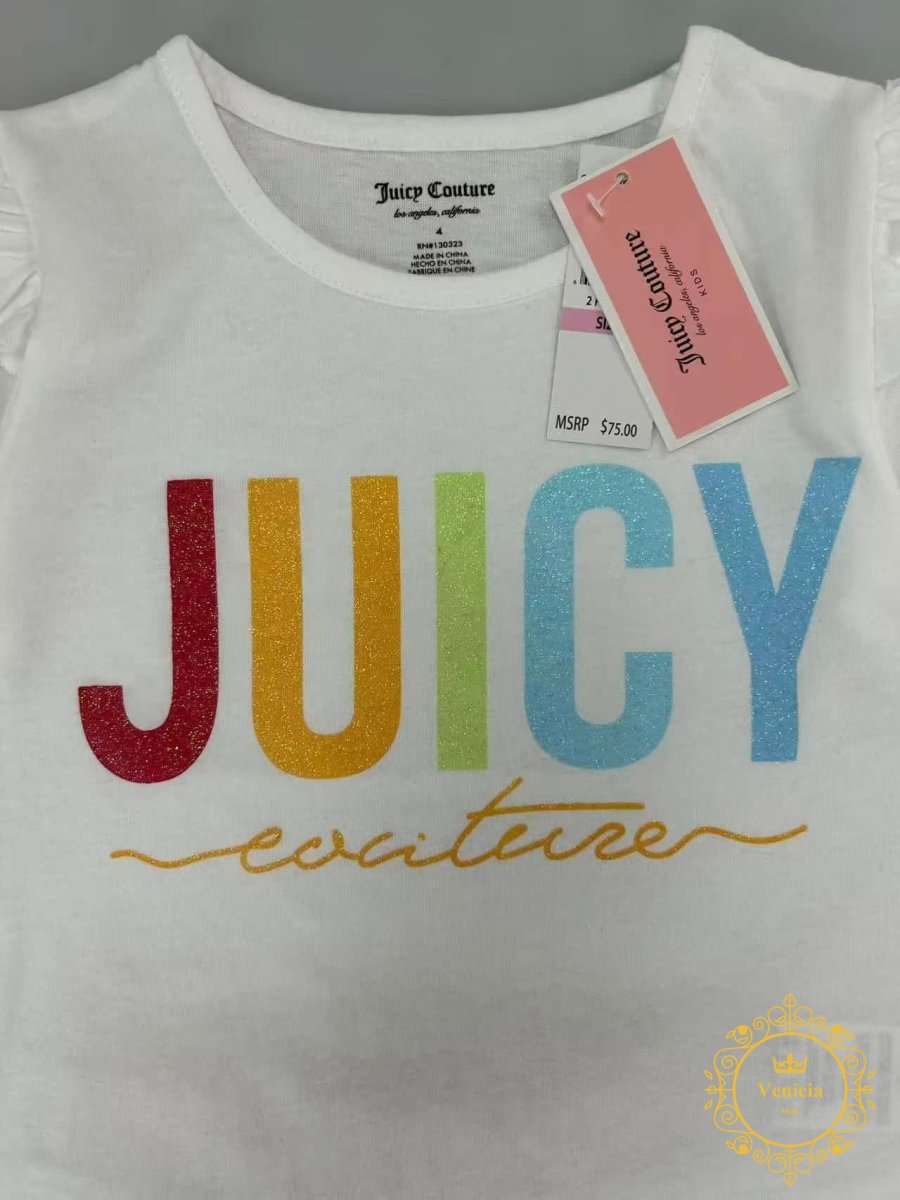 Juicy Couture
los angeles, california
4
RN#130323
MADE IN CHINA
HECHO EN CHINA
FABRIQUE EN CHINE
Juicy Couture
los angeles, california
KIDS
MSRP $75.00
JUICY
couture
Venicia